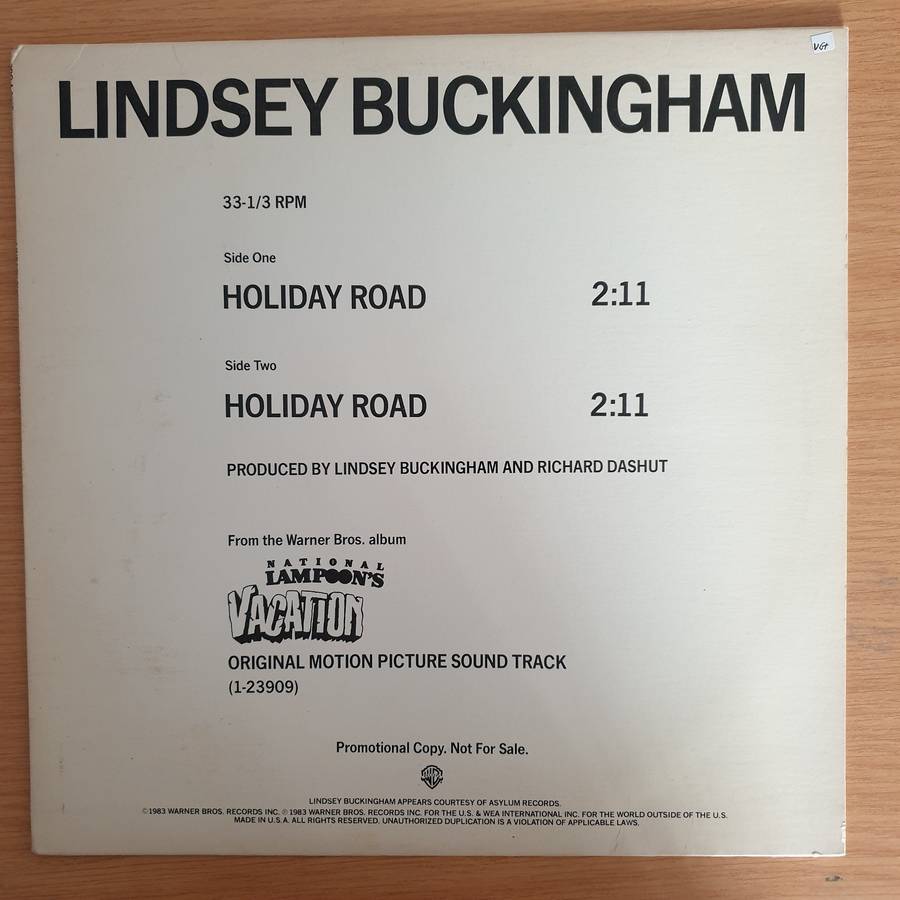 VG+
LINDSEY BUCKINGHAM
33-1/3 RPM
Side One
HOLIDAY ROAD 2:11
Side Two
HOLIDAY ROAD 2:11
PRODUCED BY LINDSEY BUCKINGHAM AND RICHARD DASHUT
From the Warner Bros. album
NATIONAL
LAMPOON'S
VACATION
ORIGINAL MOTION PICTURE SOUND TRACK
(1-23909)
Promotional Copy. Not For Sale.
LINDSEY BUCKINGHAM APPEARS COURTESY OF ASYLUM RECORDS.
©1983 WARNER BROS. RECORDS INC. ℗ 1983 WARNER BROS. RECORDS INC. FOR THE U.S. & WEA INTERNATIONAL INC. FOR THE WORLD OUTSIDE OF THE U.S.
MADE IN U.S.A. ALL RIGHTS RESERVED. UNAUTHORIZED DUPLICATION IS A VIOLATION OF APPLICABLE LAWS.